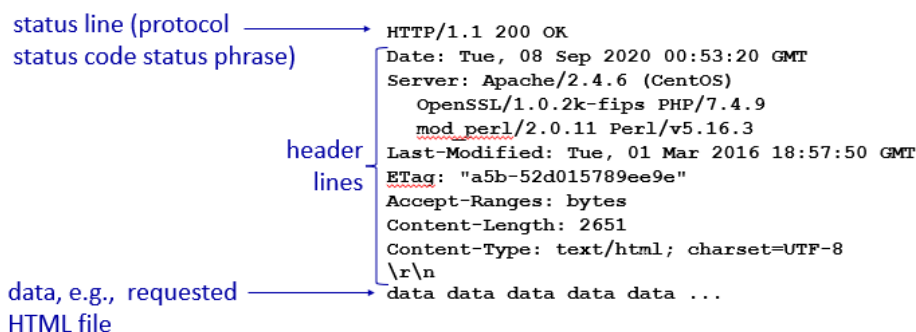 status line (protocol
status code status phrase)
HTTP/1.1 200 OK
Date: Tue, 08 Sep 2020 00:53:20 GMT
Server: Apache/2.4.6 (CentOS)
OpenSSL/1.0.2k-fips PHP/7.4.9
mod_perl/2.0.11 Perl/v5.16.3
header
lines
Last-Modified: Tue, 01 Mar 2016 18:57:50 GMT
ETag: "a5b-52d015789ee9e"
Accept-Ranges: bytes
Content-Length: 2651
Content-Type: text/html; charset=UTF-8
\r\n
data, e.g., requested
HTML file
data data data data data ...